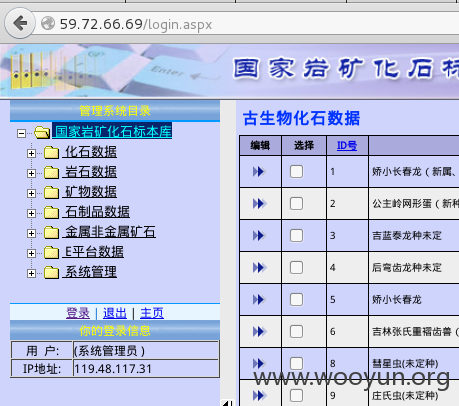 59.72.66.69/login.aspx
国家岩矿化石标
管理系统目录
国家岩矿化石标本库
化石数据
岩石数据
矿物数据
石制品数据
金属非金属矿石
E平台数据
系统管理
登录 | 退出 | 主页
你的登录信息
用 户: (系统管理员 )
IP地址: 119.48.117.31
古生物化石数据
编辑 选择 ID号
1 娇小长春龙（新属、
2 公主岭网形蛋（新种
3 吉蓝泰龙种未定
4 后弯齿龙种未定
5 娇小长春龙
6 吉林张氏重褶齿兽（
8 彗星虫(未定种)
9 庄氏虫(未定种)
www.wooyun.org